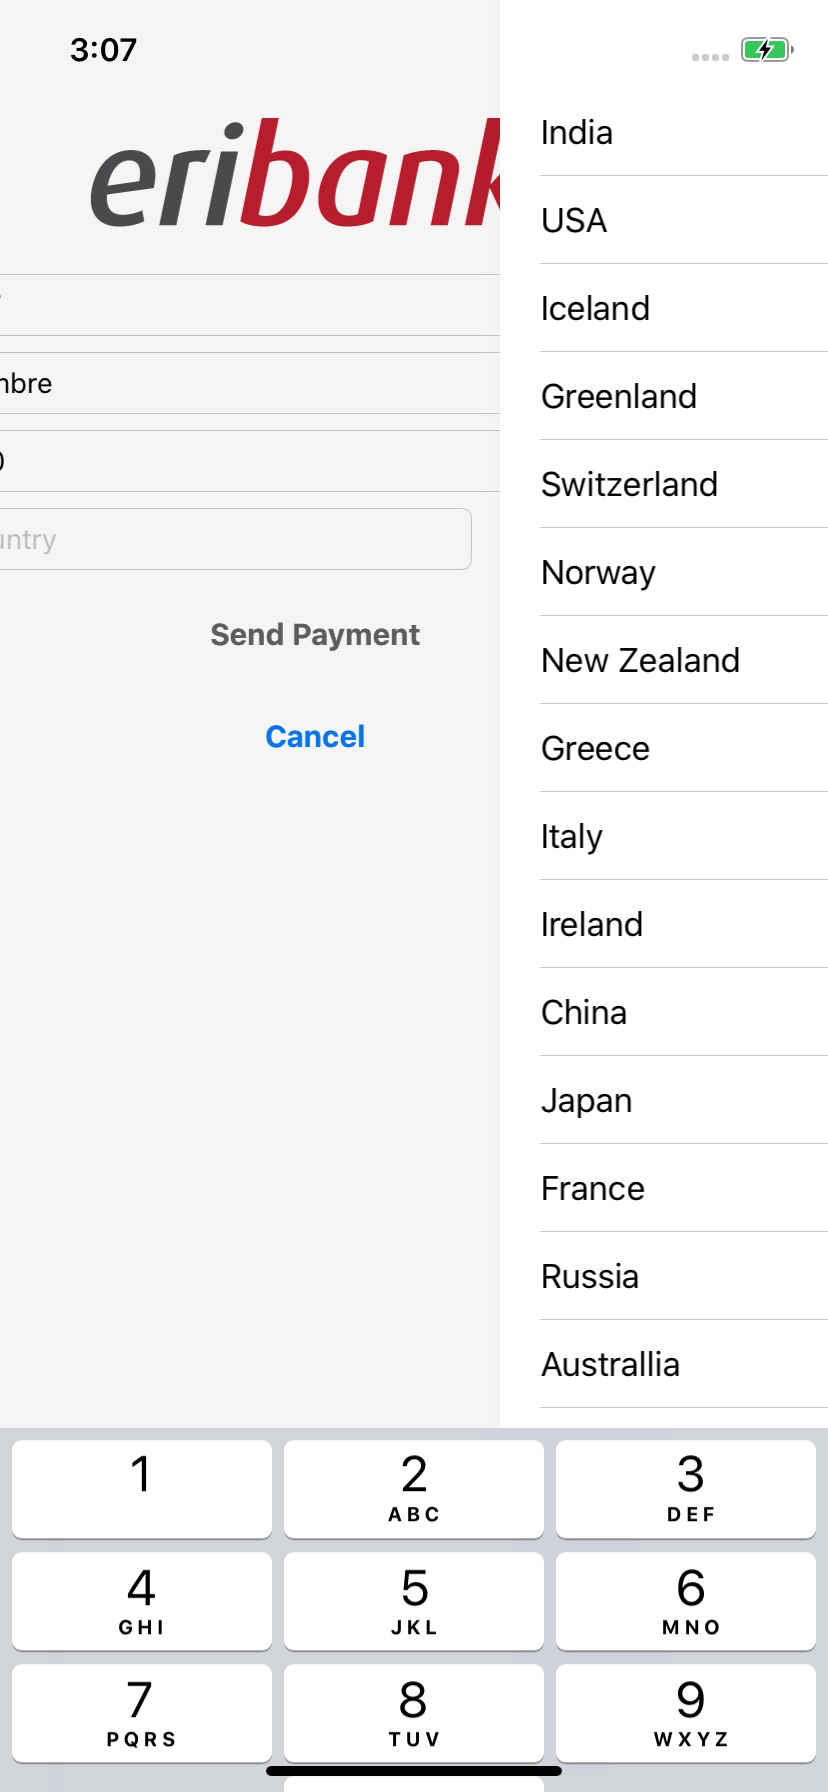 3:07
eribank
mbre
0
untry
Send Payment
Cancel
India
USA
Iceland
Greenland
Switzerland
Norway
New Zealand
Greece
Italy
Ireland
China
Japan
France
Russia
Australlia
1
2
ABC
3
DEF
4
GHI
5
JKL
6
MNO
7
PQRS
8
TUV
9
WXYZ